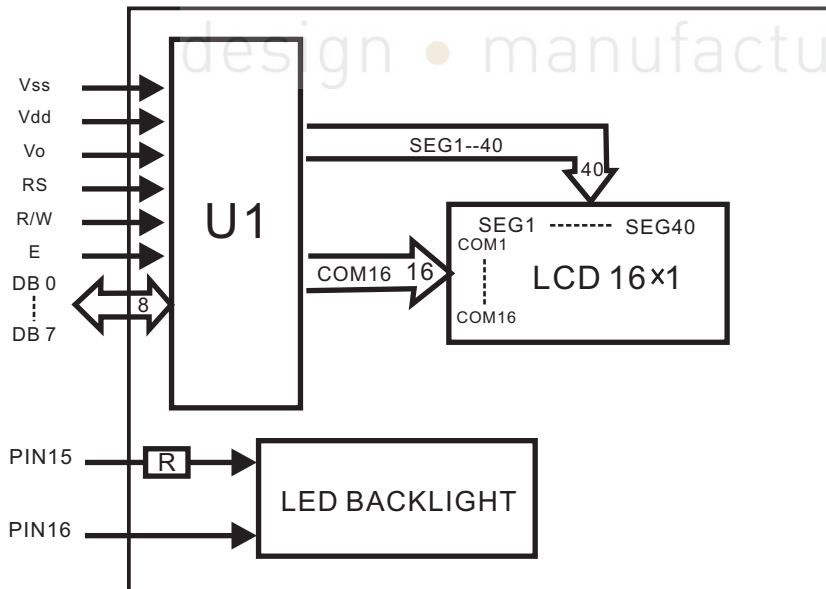 design • manufactu
Vss
Vdd
Vo
RS
R/W
E
DB 0
DB 7
8
U1
SEG1--40
40
COM16 16
SEG1 SEG40
COM1
COM16
LCD 16×1
PIN15
R
PIN16
LED BACKLIGHT